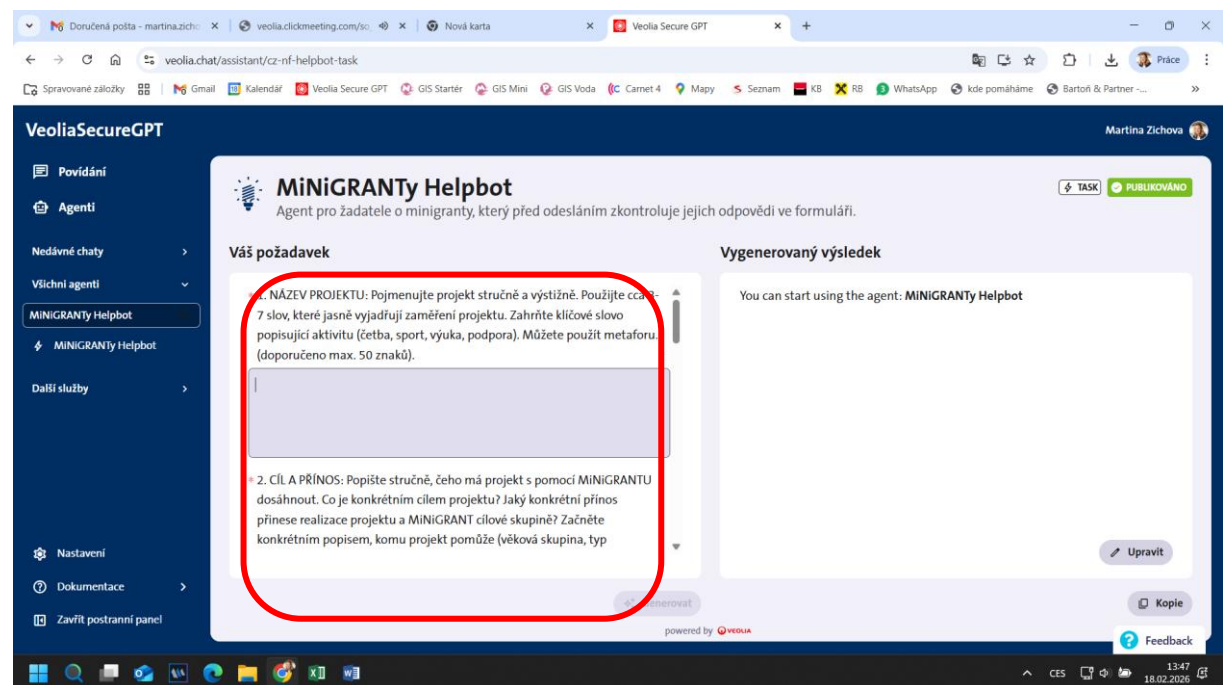 Doručená pošta - martina.zicho
veolia.clickmeeting.com/so
Nová karta
Veolia Secure GPT
veolia.chat/assistant/cz-nf-helpbot-task
Práce
Spravované záložky
Gmail
Kalendář
Veolia Secure GPT
GIS Startér
GIS Mini
GIS Voda
Carnet 4
Mapy
Seznam
KB
RB
WhatsApp
kde pomáháme
Bartoň & Partner -...
VeoliaSecureGPT
Martina Zichova
Povídání
Agenti
Nedávné chaty
Všichni agenti
MiNiGRANTy Helpbot
MiNiGRANTy Helpbot
Další služby
Nastavení
Dokumentace
Zavřít postranní panel
MiNiGRANTy Helpbot
TASK
PUBLIKOVÁNO
Agent pro žadatele o minigranty, který před odesláním zkontroluje jejich odpovědi ve formuláři.
Váš požadavek
* 1. NÁZEV PROJEKTU: Pojmenujte projekt stručně a výstižně. Použijte cca 3-
7 slov, které jasně vyjadřují zaměření projektu. Zahrňte klíčové slovo
popisující aktivitu (četba, sport, výuka, podpora). Můžete použít metaforu.
(doporučeno max. 50 znaků).
* 2. CÍL A PŘÍNOS: Popište stručně, čeho má projekt s pomocí MiNiGRANTU
dosáhnout. Co je konkrétním cílem projektu? Jaký konkrétní přínos
přinese realizace projektu a MiNiGRANT cílové skupině? Začněte
konkrétním popisem, komu projekt pomůže (věková skupina, typ
Generovat
Vygenerovaný výsledek
You can start using the agent: MiNiGRANTy Helpbot
Upravit
Kopie
powered by VEOLIA
Feedback
CES
13:47
18.02.2026